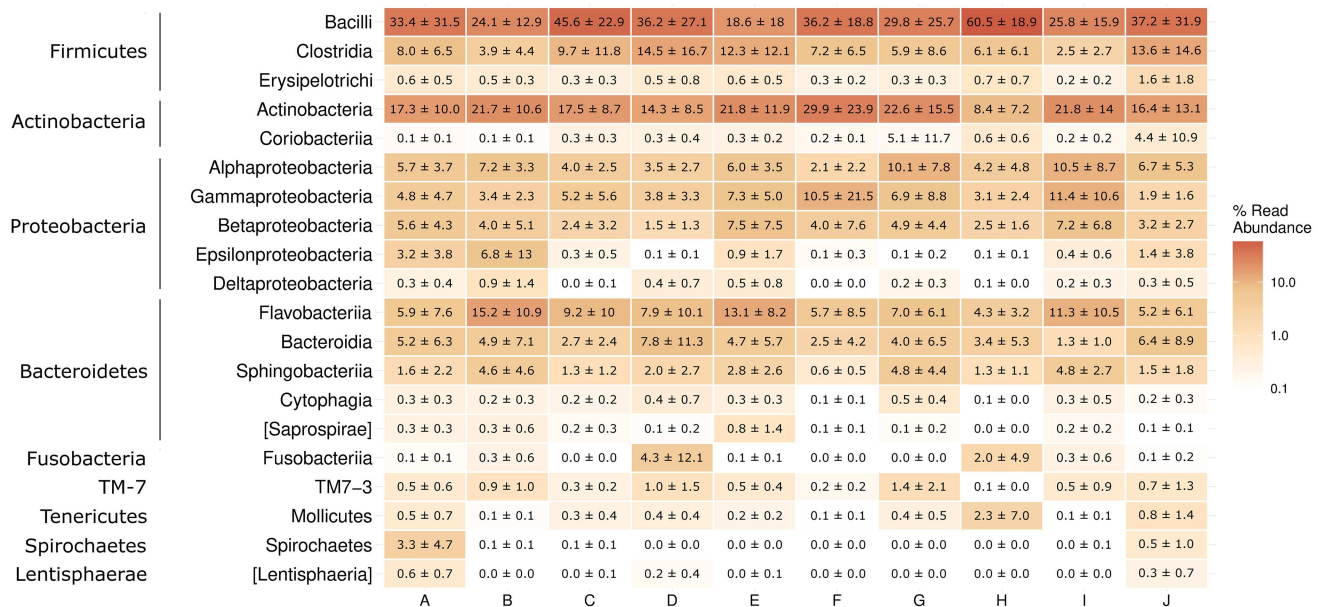 Firmicutes
Bacilli 33.4 ± 31.5 24.1 ± 12.9 45.6 ± 22.9 36.2 ± 27.1 18.6 ± 18 36.2 ± 18.8 29.8 ± 25.7 60.5 ± 18.9 25.8 ± 15.9 37.2 ± 31.9
Clostridia 8.0 ± 6.5 3.9 ± 4.4 9.7 ± 11.8 14.5 ± 16.7 12.3 ± 12.1 7.2 ± 6.5 5.9 ± 8.6 6.1 ± 6.1 2.5 ± 2.7 13.6 ± 14.6
Erysipelotrichi 0.6 ± 0.5 0.5 ± 0.3 0.3 ± 0.3 0.5 ± 0.8 0.6 ± 0.5 0.3 ± 0.2 0.3 ± 0.3 0.7 ± 0.7 0.2 ± 0.2 1.6 ± 1.8
Actinobacteria
Actinobacteria 17.3 ± 10.0 21.7 ± 10.6 17.5 ± 8.7 14.3 ± 8.5 21.8 ± 11.9 29.9 ± 23.9 22.6 ± 15.5 8.4 ± 7.2 21.8 ± 14 16.4 ± 13.1
Coriobacteriia 0.1 ± 0.1 0.1 ± 0.1 0.3 ± 0.3 0.3 ± 0.4 0.3 ± 0.2 0.2 ± 0.1 5.1 ± 11.7 0.6 ± 0.6 0.2 ± 0.2 4.4 ± 10.9
Proteobacteria
Alphaproteobacteria 5.7 ± 3.7 7.2 ± 3.3 4.0 ± 2.5 3.5 ± 2.7 6.0 ± 3.5 2.1 ± 2.2 10.1 ± 7.8 4.2 ± 4.8 10.5 ± 8.7 6.7 ± 5.3
Gammaproteobacteria 4.8 ± 4.7 3.4 ± 2.3 5.2 ± 5.6 3.8 ± 3.3 7.3 ± 5.0 10.5 ± 21.5 6.9 ± 8.8 3.1 ± 2.4 11.4 ± 10.6 1.9 ± 1.6
Betaproteobacteria 5.6 ± 4.3 4.0 ± 5.1 2.4 ± 3.2 1.5 ± 1.3 7.5 ± 7.5 4.0 ± 7.6 4.9 ± 4.4 2.5 ± 1.6 7.2 ± 6.8 3.2 ± 2.7
Epsilonproteobacteria 3.2 ± 3.8 6.8 ± 13 0.3 ± 0.5 0.1 ± 0.1 0.9 ± 1.7 0.1 ± 0.3 0.1 ± 0.2 0.1 ± 0.1 0.4 ± 0.6 1.4 ± 3.8
Deltaproteobacteria 0.3 ± 0.4 0.9 ± 1.4 0.0 ± 0.1 0.4 ± 0.7 0.5 ± 0.8 0.0 ± 0.0 0.2 ± 0.3 0.1 ± 0.1 0.2 ± 0.3 0.3 ± 0.5
Bacteroidetes
Flavobacteriia 5.9 ± 7.6 15.2 ± 10.9 9.2 ± 10 7.9 ± 10.1 13.1 ± 8.2 5.7 ± 8.5 7.0 ± 6.1 4.3 ± 3.2 11.3 ± 10.5 5.2 ± 6.1
Bacteroidia 5.2 ± 6.3 4.9 ± 7.1 2.7 ± 2.4 7.8 ± 11.3 4.7 ± 5.7 2.5 ± 4.2 4.0 ± 6.5 3.4 ± 5.3 1.3 ± 1.0 6.4 ± 8.9
Sphingobacteriia 1.6 ± 2.2 4.6 ± 4.6 1.3 ± 1.2 2.0 ± 2.7 2.8 ± 2.6 0.6 ± 0.5 4.8 ± 4.4 1.3 ± 1.1 4.8 ± 2.7 1.5 ± 1.8
Cytophagia 0.3 ± 0.3 0.2 ± 0.3 0.2 ± 0.2 0.4 ± 0.7 0.3 ± 0.3 0.1 ± 0.1 0.5 ± 0.4 0.1 ± 0.0 0.3 ± 0.5 0.2 ± 0.3
[Saprospirae] 0.3 ± 0.3 0.3 ± 0.6 0.2 ± 0.3 0.1 ± 0.2 0.8 ± 1.4 0.1 ± 0.1 0.1 ± 0.2 0.0 ± 0.0 0.2 ± 0.2 0.1 ± 0.1
Fusobacteria Fusobacteriia 0.1 ± 0.1 0.3 ± 0.6 0.0 ± 0.0 4.3 ± 12.1 0.1 ± 0.1 0.0 ± 0.0 0.0 ± 0.0 2.0 ± 4.9 0.3 ± 0.6 0.1 ± 0.2
TM-7 TM7-3 0.5 ± 0.6 0.9 ± 1.0 0.3 ± 0.2 1.0 ± 1.5 0.5 ± 0.4 0.2 ± 0.2 1.4 ± 2.1 0.1 ± 0.0 0.5 ± 0.9 0.7 ± 1.3
Tenericutes Mollicutes 0.5 ± 0.7 0.1 ± 0.1 0.3 ± 0.4 0.4 ± 0.4 0.2 ± 0.2 0.1 ± 0.1 0.4 ± 0.5 2.3 ± 7.0 0.1 ± 0.1 0.8 ± 1.4
Spirochaetes Spirochaetes 3.3 ± 4.7 0.1 ± 0.1 0.1 ± 0.1 0.0 ± 0.0 0.0 ± 0.0 0.0 ± 0.0 0.0 ± 0.0 0.0 ± 0.0 0.0 ± 0.1 0.5 ± 1.0
Lentisphaerae [Lentisphaeria] 0.6 ± 0.7 0.0 ± 0.0 0.0 ± 0.1 0.2 ± 0.4 0.0 ± 0.1 0.0 ± 0.0 0.0 ± 0.0 0.0 ± 0.0 0.0 ± 0.0 0.3 ± 0.7
A B C D E F G H I J
% Read
Abundance
10.0
1.0
0.1